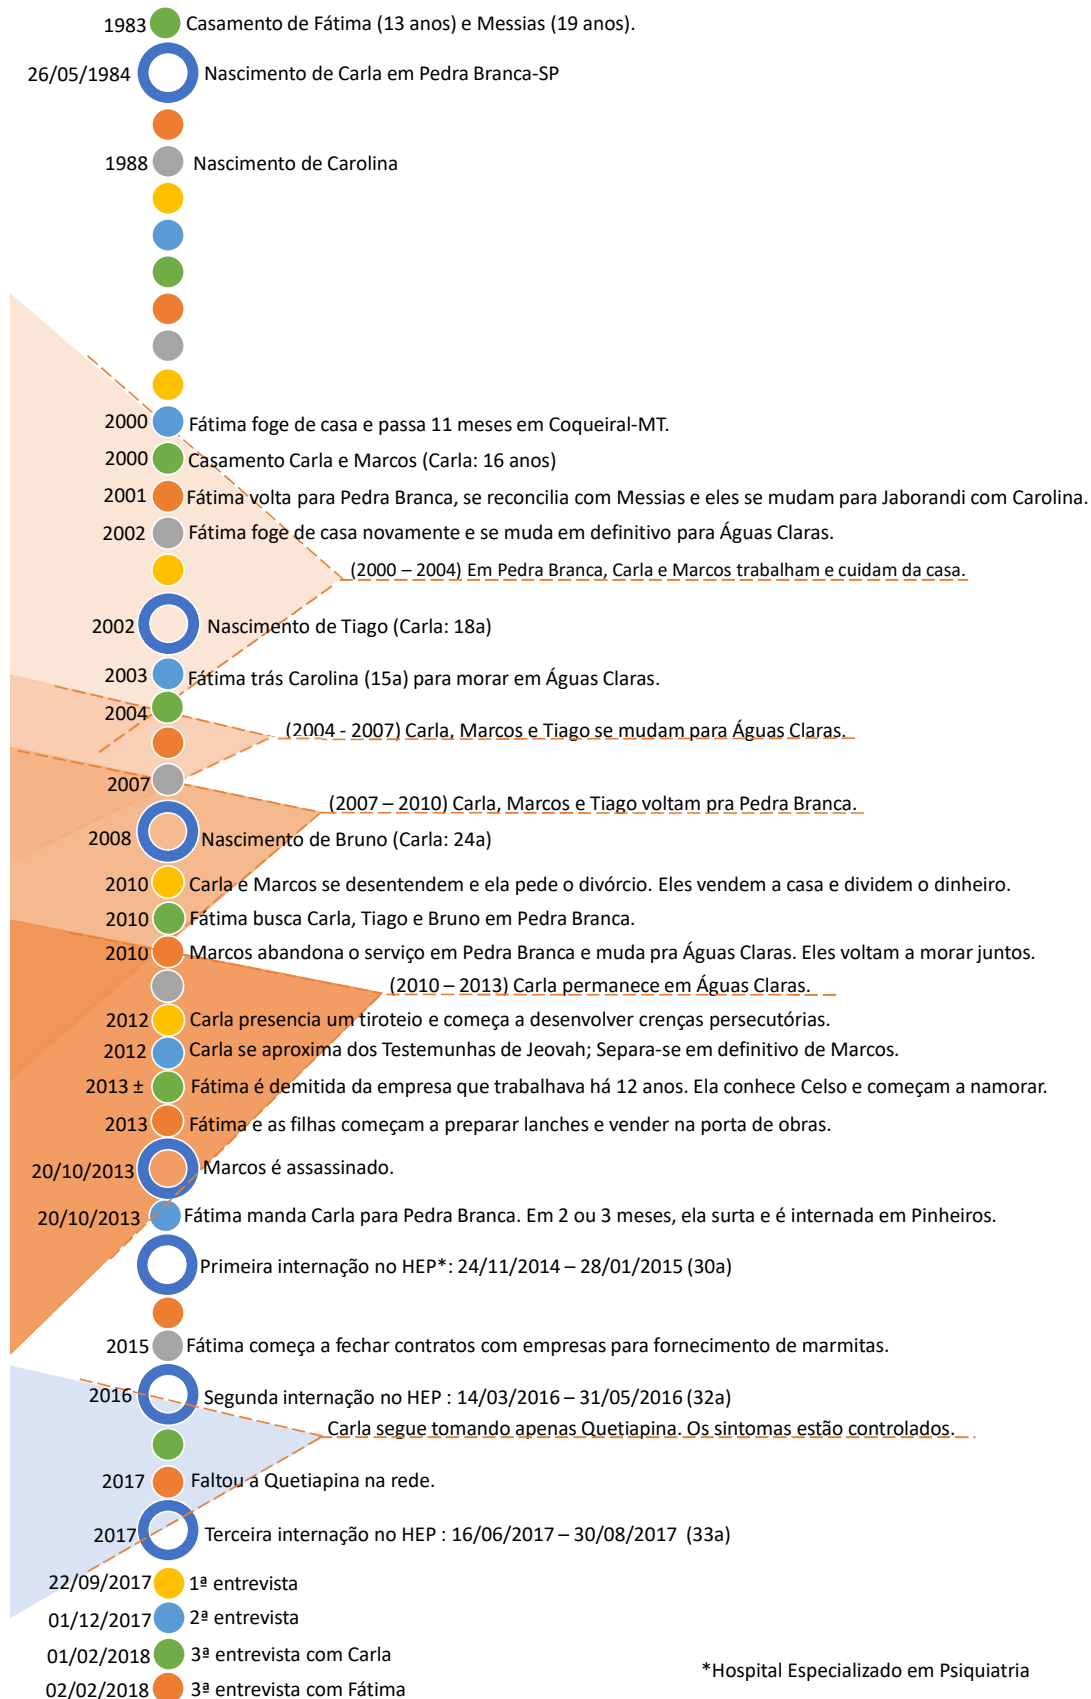 1983 Casamento de Fátima (13 anos) e Messias (19 anos).
26/05/1984 Nascimento de Carla em Pedra Branca-SP
1988 Nascimento de Carolina
2000 Fátima foge de casa e passa 11 meses em Coqueiral-MT.
2000 Casamento Carla e Marcos (Carla: 16 anos)
2001 Fátima volta para Pedra Branca, se reconcilia com Messias e eles se mudam para Jaborandi com Carolina.
2002 Fátima foge de casa novamente e se muda em definitivo para Águas Claras.
(2000 – 2004) Em Pedra Branca, Carla e Marcos trabalham e cuidam da casa.
2002 Nascimento de Tiago (Carla: 18a)
2003 Fátima trás Carolina (15a) para morar em Águas Claras.
2004
(2004 - 2007) Carla, Marcos e Tiago se mudam para Águas Claras.
2007
(2007 – 2010) Carla, Marcos e Tiago voltam pra Pedra Branca.
2008 Nascimento de Bruno (Carla: 24a)
2010 Carla e Marcos se desentendem e ela pede o divórcio. Eles vendem a casa e dividem o dinheiro.
2010 Fátima busca Carla, Tiago e Bruno em Pedra Branca.
2010 Marcos abandona o serviço em Pedra Branca e muda pra Águas Claras. Eles voltam a morar juntos.
(2010 – 2013) Carla permanece em Águas Claras.
2012 Carla presencia um tiroteio e começa a desenvolver crenças persecutórias.
2012 Carla se aproxima dos Testemunhas de Jeovah; Separa-se em definitivo de Marcos.
2013 ± Fátima é demitida da empresa que trabalhava há 12 anos. Ela conhece Celso e começam a namorar.
2013 Fátima e as filhas começam a preparar lanches e vender na porta de obras.
20/10/2013 Marcos é assassinado.
20/10/2013 Fátima manda Carla para Pedra Branca. Em 2 ou 3 meses, ela surta e é internada em Pinheiros.
Primeira internação no HEP*: 24/11/2014 – 28/01/2015 (30a)
2015 Fátima começa a fechar contratos com empresas para fornecimento de marmitas.
2016 Segunda internação no HEP : 14/03/2016 – 31/05/2016 (32a)
Carla segue tomando apenas Quetiapina. Os sintomas estão controlados.
2017 Faltou a Quetiapina na rede.
2017 Terceira internação no HEP : 16/06/2017 – 30/08/2017 (33a)
22/09/2017 1ª entrevista
01/12/2017 2ª entrevista
01/02/2018 3ª entrevista com Carla
*Hospital Especializado em Psiquiatria
02/02/2018 3ª entrevista com Fátima